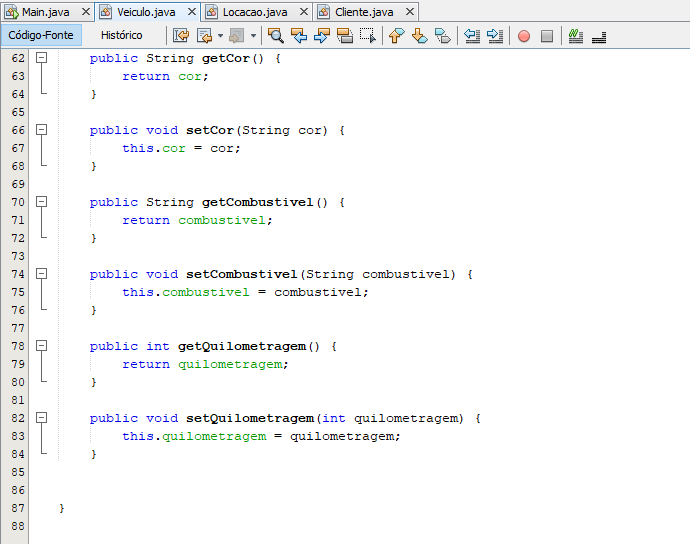 Main.java Veiculo.java Locacao.java Cliente.java
Código-Fonte Histórico
62 public String getCor() {
63 return cor;
64 }
65
66 public void setCor(String cor) {
67 this.cor = cor;
68 }
69
70 public String getCombustivel() {
71 return combustivel;
72 }
73
74 public void setCombustivel(String combustivel) {
75 this.combustivel = combustivel;
76 }
77
78 public int getQuilometragem() {
79 return quilometragem;
80 }
81
82 public void setQuilometragem(int quilometragem) {
83 this.quilometragem = quilometragem;
84 }
85
86
87 }
88